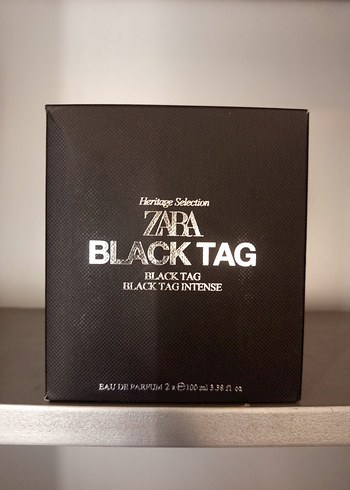 Heritage Selection
ZARA
BLACK TAG
BLACK TAG
BLACK TAG INTENSE
EAU DE PARFUM 2 x ℮ 100 ml 3.38 fl oz